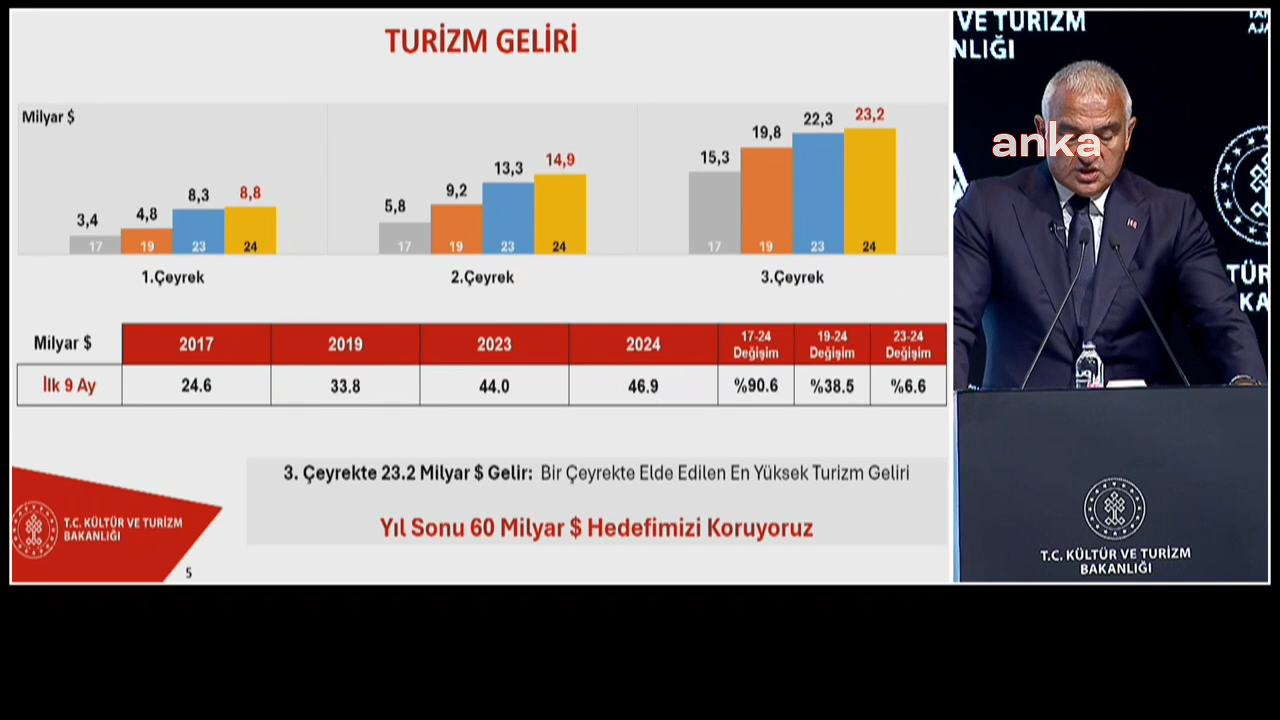 TURİZM GELİRİ
Milyar $
3,4
4,8
8,3
8,8
17
19
23
24
1.Çeyrek
5,8
9,2
13,3
14,9
17
19
23
24
2.Çeyrek
15,3
19,8
22,3
23,2
17
19
23
24
3.Çeyrek
Milyar $ 2017 2019 2023 2024 17-24 Değişim 19-24 Değişim 23-24 Değişim
İlk 9 Ay 24.6 33.8 44.0 46.9 %90.6 %38.5 %6.6
3. Çeyrekte 23.2 Milyar $ Gelir: Bir Çeyrekte Elde Edilen En Yüksek Turizm Geliri
Yıl Sonu 60 Milyar $ Hedefimizi Koruyoruz
T.C. KÜLTÜR VE TURİZM
BAKANLIĞI
5
VE TURİZM
NLIĞI
anka
TÜR
KA
T.C. KÜLTÜR VE TURİZM
BAKANLIĞI